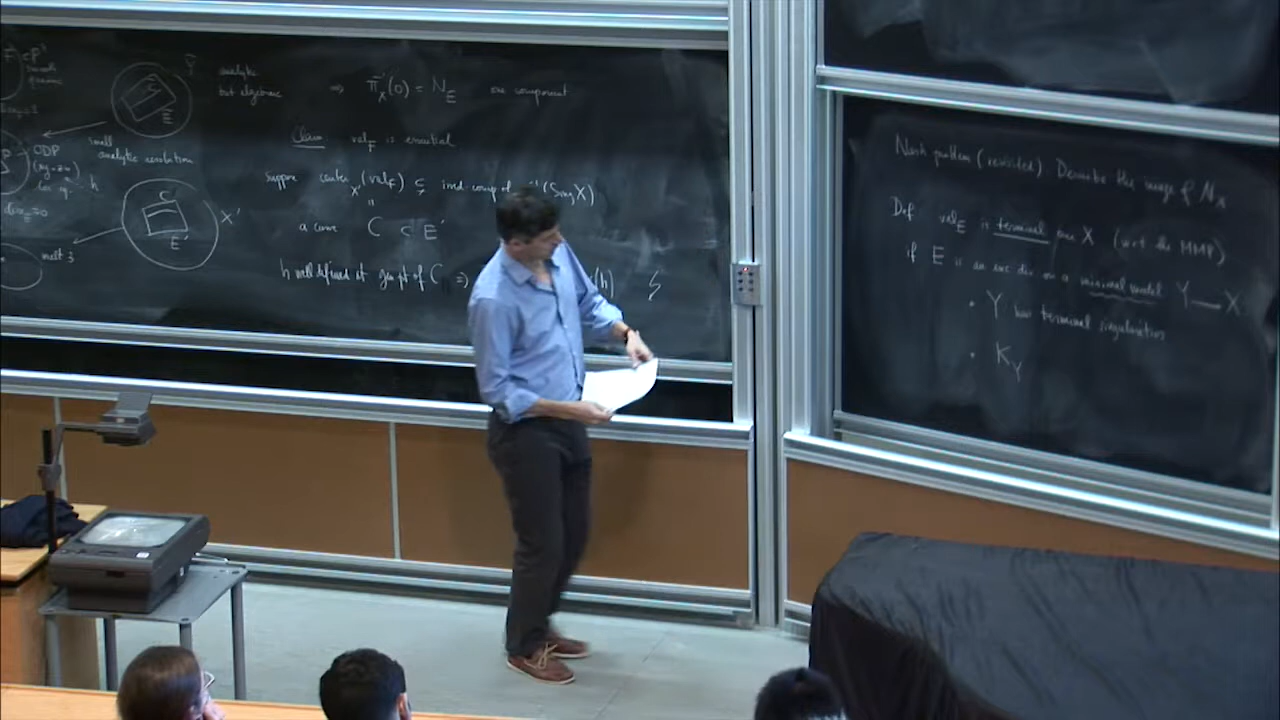 CP³
analytic
but algebraic
E
⇒ π_X^{-1}(0) = N_E one component
small
analytic resolution
ODP
h
Claim val_F is essential
Suppose center_{X'}(val_F) ⊊ irred. comp of (Sing X)
"
a curve C ⊂ E'
C
E'
X'
h well defined at gen pt of C ⇒ (h)
Nash problem (revisited) Describe the image of N_X
Def val_E is terminal over X (wrt the MMP)
if E is an exc div on a minimal model Y — X
• Y has terminal singularities
• K_Y